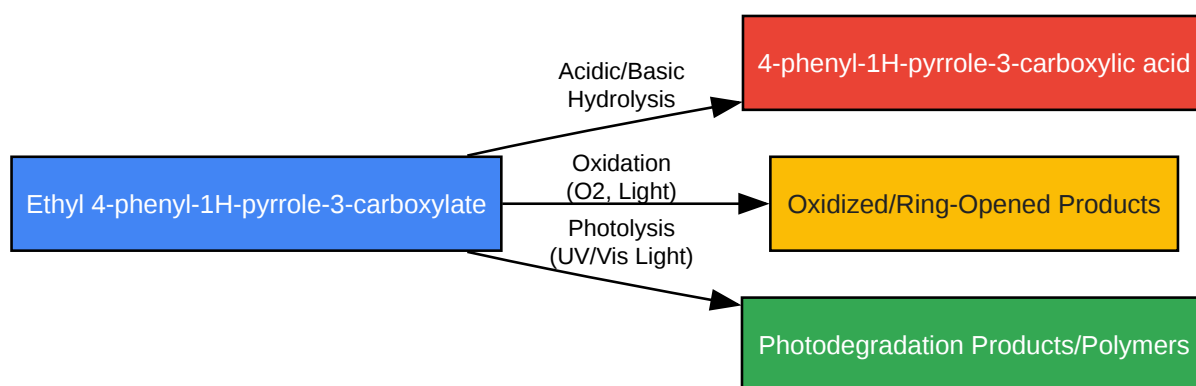 4-phenyl-1H-pyrrole-3-carboxylic acid
Acidic/Basic
Hydrolysis
Ethyl 4-phenyl-1H-pyrrole-3-carboxylate
Oxidation
(O2, Light)
Oxidized/Ring-Opened Products
Photolysis
(UV/Vis Light)
Photodegradation Products/Polymers